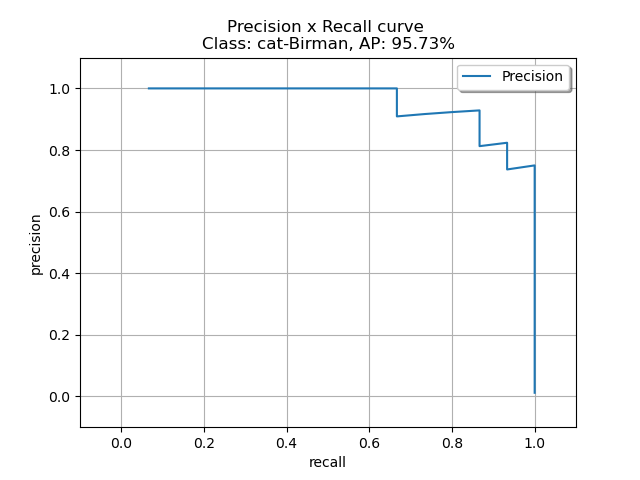 Precision x Recall curve
Class: cat-Birman, AP: 95.73%
Precision
1.0
0.8
0.6
0.4
0.2
0.0
precision
0.0 0.2 0.4 0.6 0.8 1.0
recall